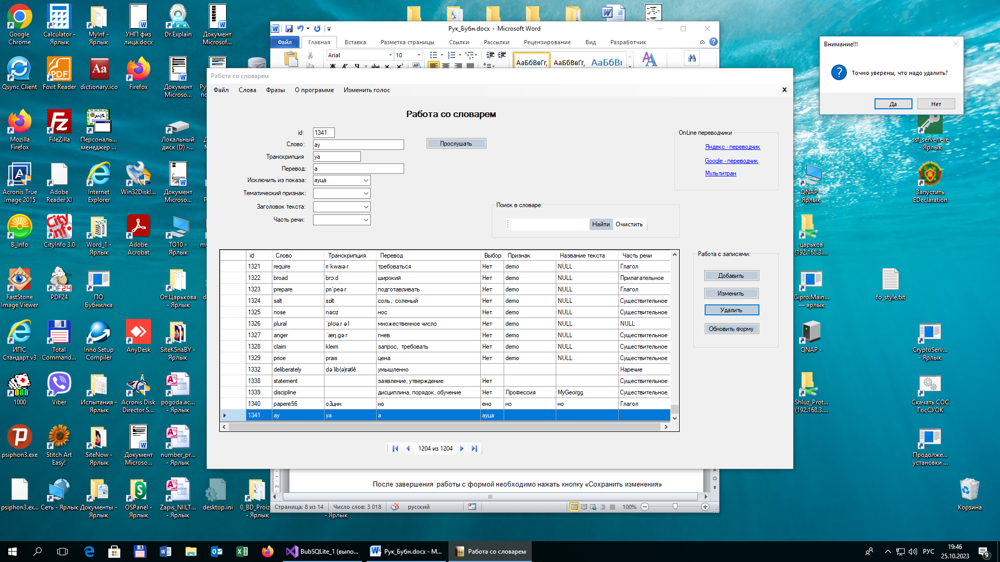 Google
Chrome
Calculator -
Ярлык
MyInf -
Ярлык
УНП физ
лица.docx
Dr.Explain
Документ
Microsof...
Qsync Client
Foxit Reader
dictionary.ico
Firefox
Документ
Microso...
Mozilla
Firefox
FileZilla
Персональ...
менеджер ...
Локальный
диск (D) -...
Acronis True
Image 2015
Adobe
Reader XI
Internet
Explorer
Win32DiskI...
Документ
Microso...
B_info
CityInfo 3.0
Word_1 -
Ярлык
Adobe
Acrobat
TO10 -
Ярлык
FastStone
Image Viewer
PDF24
ПО
Бубнилка
От Царькова
- Ярлык
ИПС
Стандарт v3
Total
Command...
Inno Setup
Compiler
AnyDesk
SiteK5naBY -
Ярлык
1000
Viber
Испытания -
Ярлык
Acronis Disk
Director S...
pogoda.ac...
- Ярлык
psiphon3.exe
Stitch Art
Easy!
SiteNow -
Ярлык
Документ
Microso...
number_pr...
- Ярлык
psiphon3.ex...
Сеть - Ярлык
Документы -
Ярлык
OSPanel -
Ярлык
Zapis_NIILT...
- Ярлык
desktop.ini
0_BD_Proiz
- Ярлык
- Ярлык
Рук_Бубн.docx - Microsoft Word
Файл Главная Вставка Разметка страницы Ссылки Рассылки Рецензирование Вид Разработчик
Arial 10
Ж К Ч abc x x
АаБбВвГг, АаБбВвГг, АаБбВı
Работа со словарем
Файл Слова Фразы О программе Изменить голос X
Работа со словарем
id: 1341
Слово: ау
Прослушать
Транскрипция уа
Перевод: а
Исключить из показа: ауца
Тематический признак:
Заголовок текста:
Часть речи:
OnLine переводчики
Яндекс - переводчик
Google - переводчик
Мультитран
Поиск в словаре:
Найти Очистить
id Слово Транскрипция Перевод Выбор Признак Название текста Часть речи
1321 require rıˈkwaıə r требоваться Нет demo NULL Глагол
1322 broad brɔːd широкий Нет demo NULL Прилагательное
1323 prepare prıˈpeə r подготавливать Нет demo NULL Глагол
1324 salt sɒlt соль, соленый Нет demo NULL Существительное
1325 nose nəʊz нос Нет demo NULL Существительное
1326 plural ˈplʊə.r ə l множественное число Нет demo NULL NULL
1327 anger ˈæŋ.gə r гнев Нет demo NULL Существительное
1328 claim kleım запрос, требовать Нет demo NULL Существительное
1329 price praıs цена Нет demo NULL Существительное
1332 deliberately dəˈlib(ə)rətlē умышленно Наречие
1338 statement заявление, утверждение Нет Существительное
1339 discipline дисциплина, порядок, обучение Нет Профессия MyGeorgg Существительное
1340 papere56 о3цнн но ено но но Глагол
1341 ау уа а ауца
Работа с записями:
Добавить
Изменить
Удалить
Обновить форму
1204 из 1204
После завершения работы с формой необходимо нажать кнопку «Сохранить изменения»
Страница: 8 из 14 Число слов: 3 018 русский 100%
Внимание!!!
Точно уверены, что надо удалить?
Да Нет
ssf_server.exe
- Ярлык
QNAP
Ярлык
Запустить
EDeclaration
царьков
(192.168.3....
Gipro.Main...
— ярлык
fo_style.txt
QNAP -
CryptoServ...
- Ярлык
Shluz_Prot...
(192.168.3....
Скачать СОС
ГосСУОК
Продолже...
установки ...
Корзина
BubSQLite_1 (выпо...
Рук_Бубн.docx - M...
Работа со словарем
РУС
19:46
25.10.2023
9